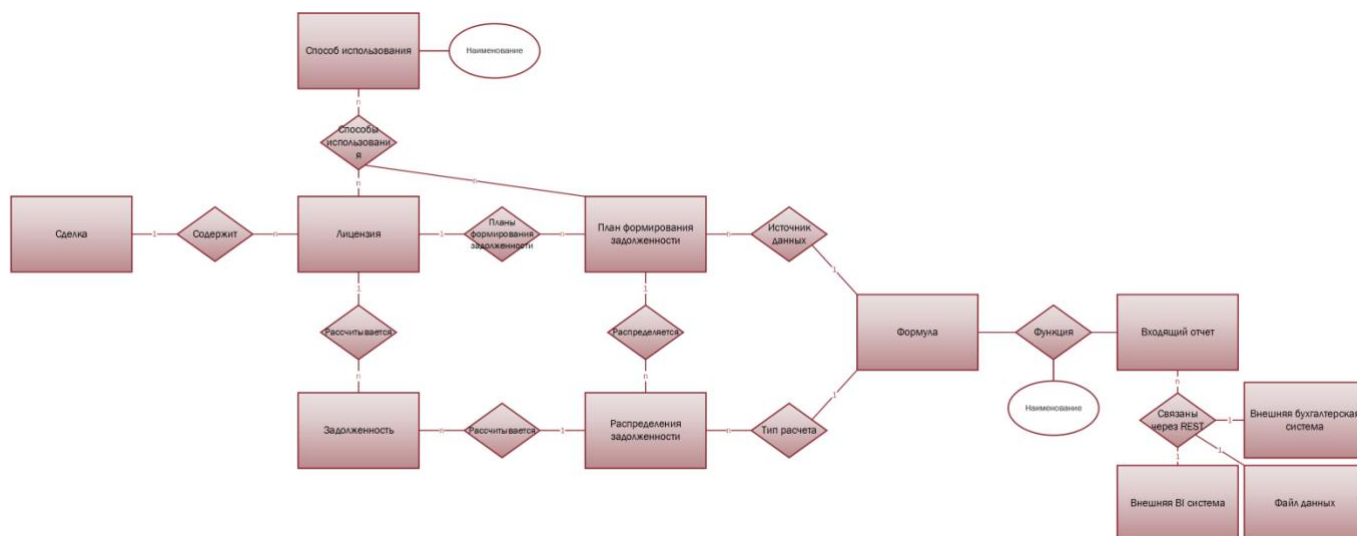 Способ использования
Наименование
n
Способы
использовани
я
n
n
Сделка
1
Содержит
n
Лицензия
1
Планы
формирования
задолженности
n
План формирования
задолженности
n
Источник
данных
1
1
Рассчитывается
n
1
Распределяется
n
Формула
Функция
Входящий отчет
Наименование
1
n
Связаны
через REST
1
Внешняя бухгалтерская
система
1
1
Задолженность
n
Рассчитывается
1
Распределения
задолженности
n
Тип расчета
Внешняя BI система
Файл данных